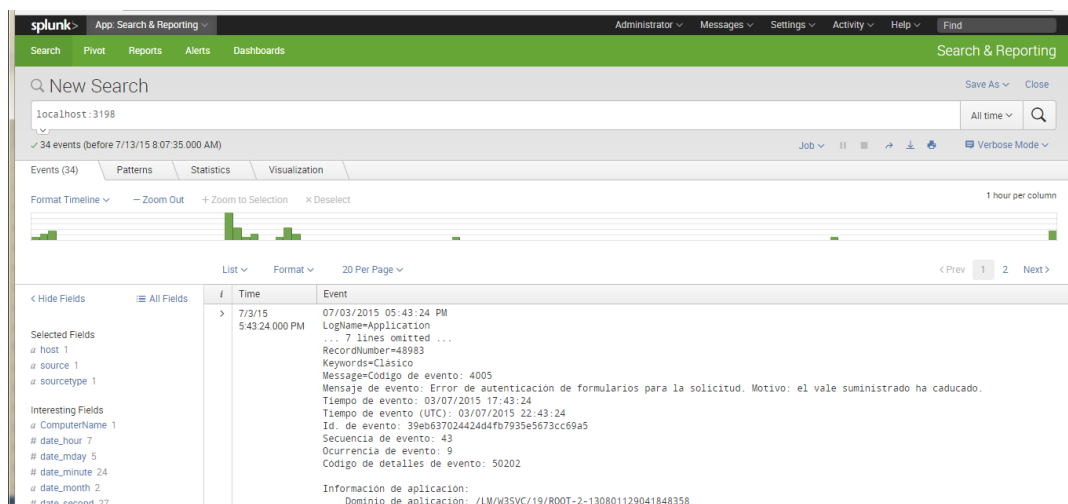 splunk> App: Search & Reporting Administrator Messages Settings Activity Help Find
Search Pivot Reports Alerts Dashboards Search & Reporting
New Search Save As Close
localhost:3198 All time
34 events (before 7/13/15 8:07:35.000 AM) Job Verbose Mode
Events (34) Patterns Statistics Visualization
Format Timeline — Zoom Out + Zoom to Selection × Deselect 1 hour per column
List Format 20 Per Page < Prev 1 2 Next >
< Hide Fields All Fields i Time Event
> 7/3/15 07/03/2015 05:43:24 PM
5:43:24.000 PM LogName=Application
Selected Fields ... 7 lines omitted ...
a host 1 RecordNumber=48983
a source 1 Keywords=Clásico
a sourcetype 1 Message=Código de evento: 4005
Mensaje de evento: Error de autenticación de formularios para la solicitud. Motivo: el vale suministrado ha caducado.
Interesting Fields Tiempo de evento: 03/07/2015 17:43:24
a ComputerName 1 Tiempo de evento (UTC): 03/07/2015 22:43:24
# date_hour 7 Id. de evento: 39eb637024424d4fb7935e5673cc69a5
# date_mday 5 Secuencia de evento: 43
# date_minute 24 Ocurrencia de evento: 9
a date_month 2 Código de detalles de evento: 50202
# date_second 27 Información de aplicación:
Dominio de aplicación: /LM/W3SVC/19/ROOT-2-130801129041848358